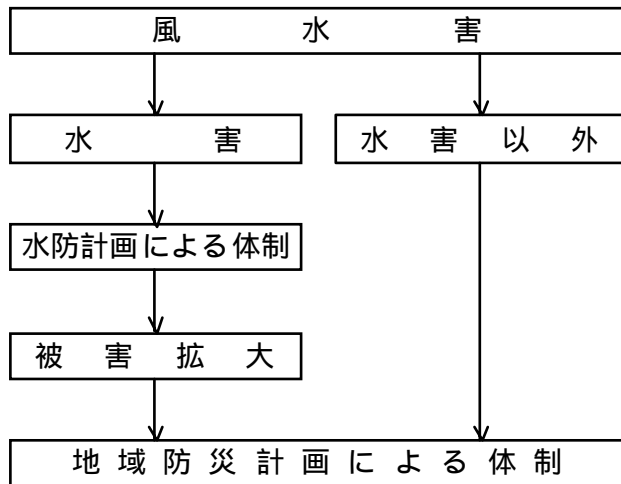 風水害
水害
水害以外
水防計画による体制
被害拡大
地域防災計画による体制